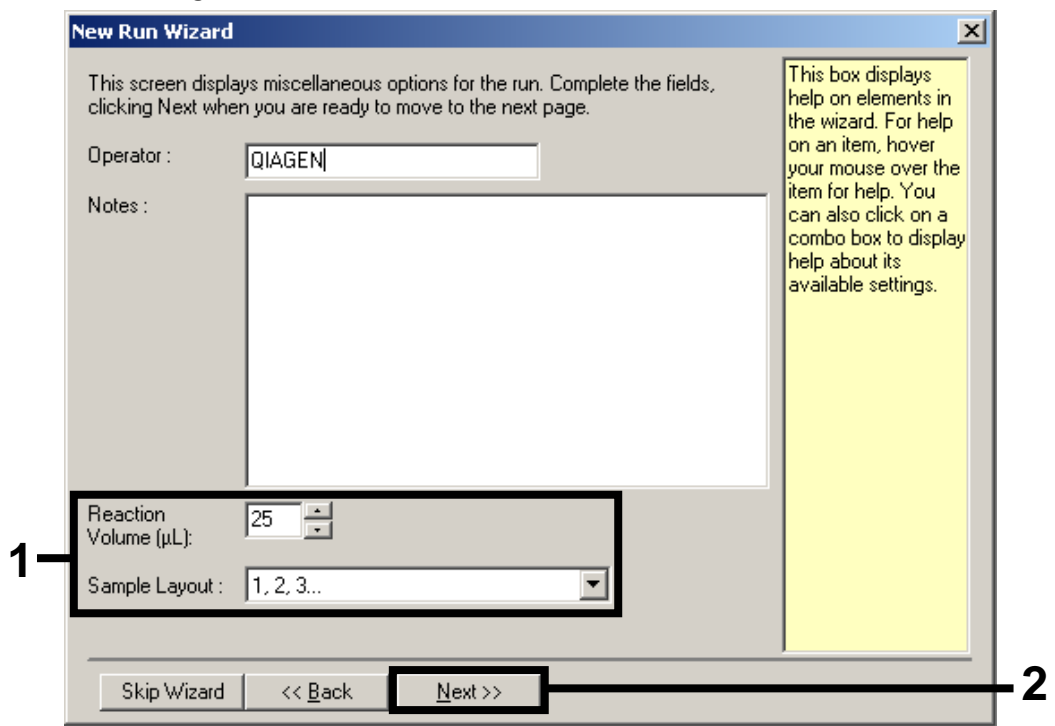 New Run Wizard
This screen displays miscellaneous options for the run. Complete the fields,
clicking Next when you are ready to move to the next page.
Operator :
QIAGEN
Notes :
Reaction
Volume (µL):
25
Sample Layout :
1, 2, 3...
1
Skip Wizard
<< Back
Next >>
2
This box displays
help on elements in
the wizard. For help
on an item, hover
your mouse over the
item for help. You
can also click on a
combo box to display
help about its
available settings.